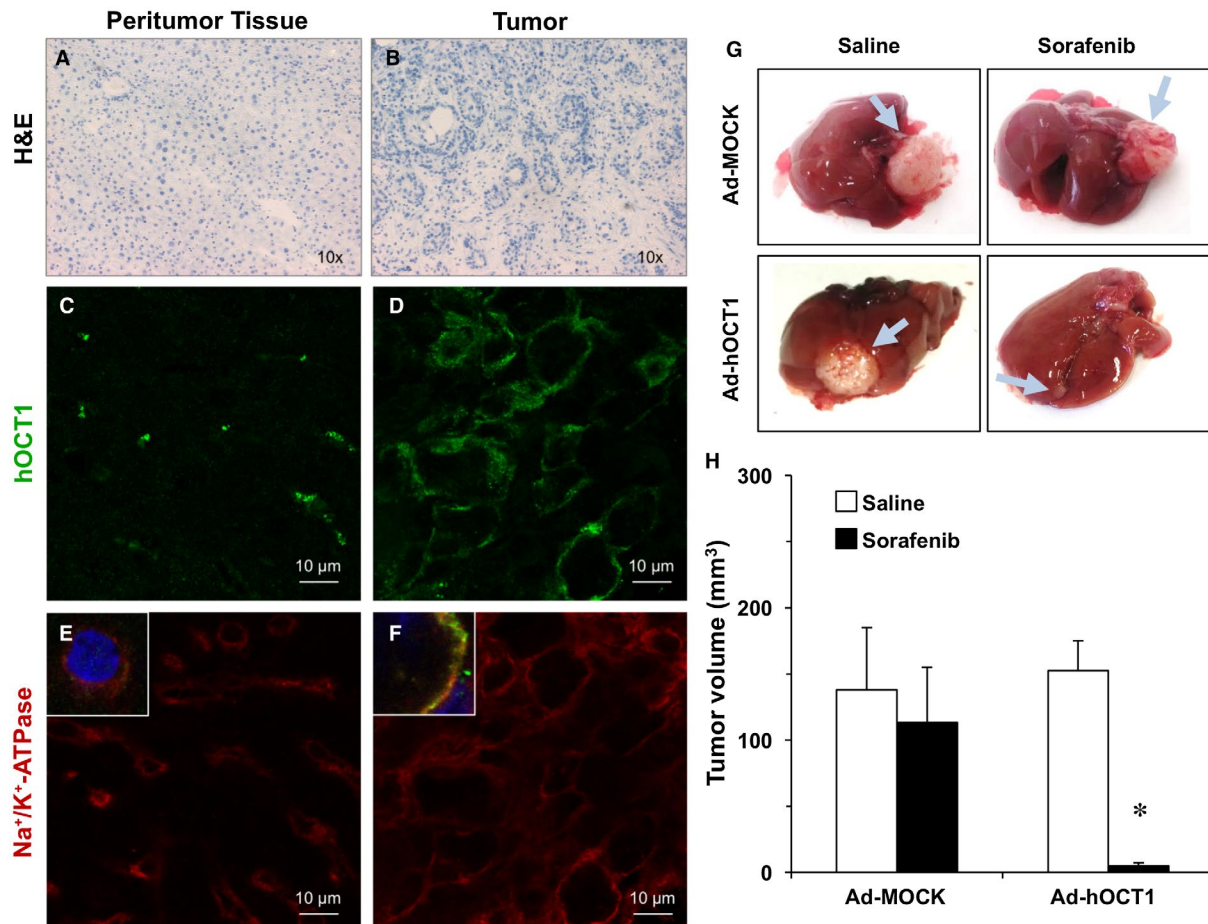 Peritumor Tissue
Tumor
H&E
A
10x
B
10x
hOCT1
C
10 µm
D
10 µm
Na⁺/K⁺-ATPase
E
10 µm
F
10 µm
G
Saline
Sorafenib
Ad-MOCK
Ad-hOCT1
H
Tumor volume (mm³)
300
200
100
0
Saline
Sorafenib
*
Ad-MOCK
Ad-hOCT1